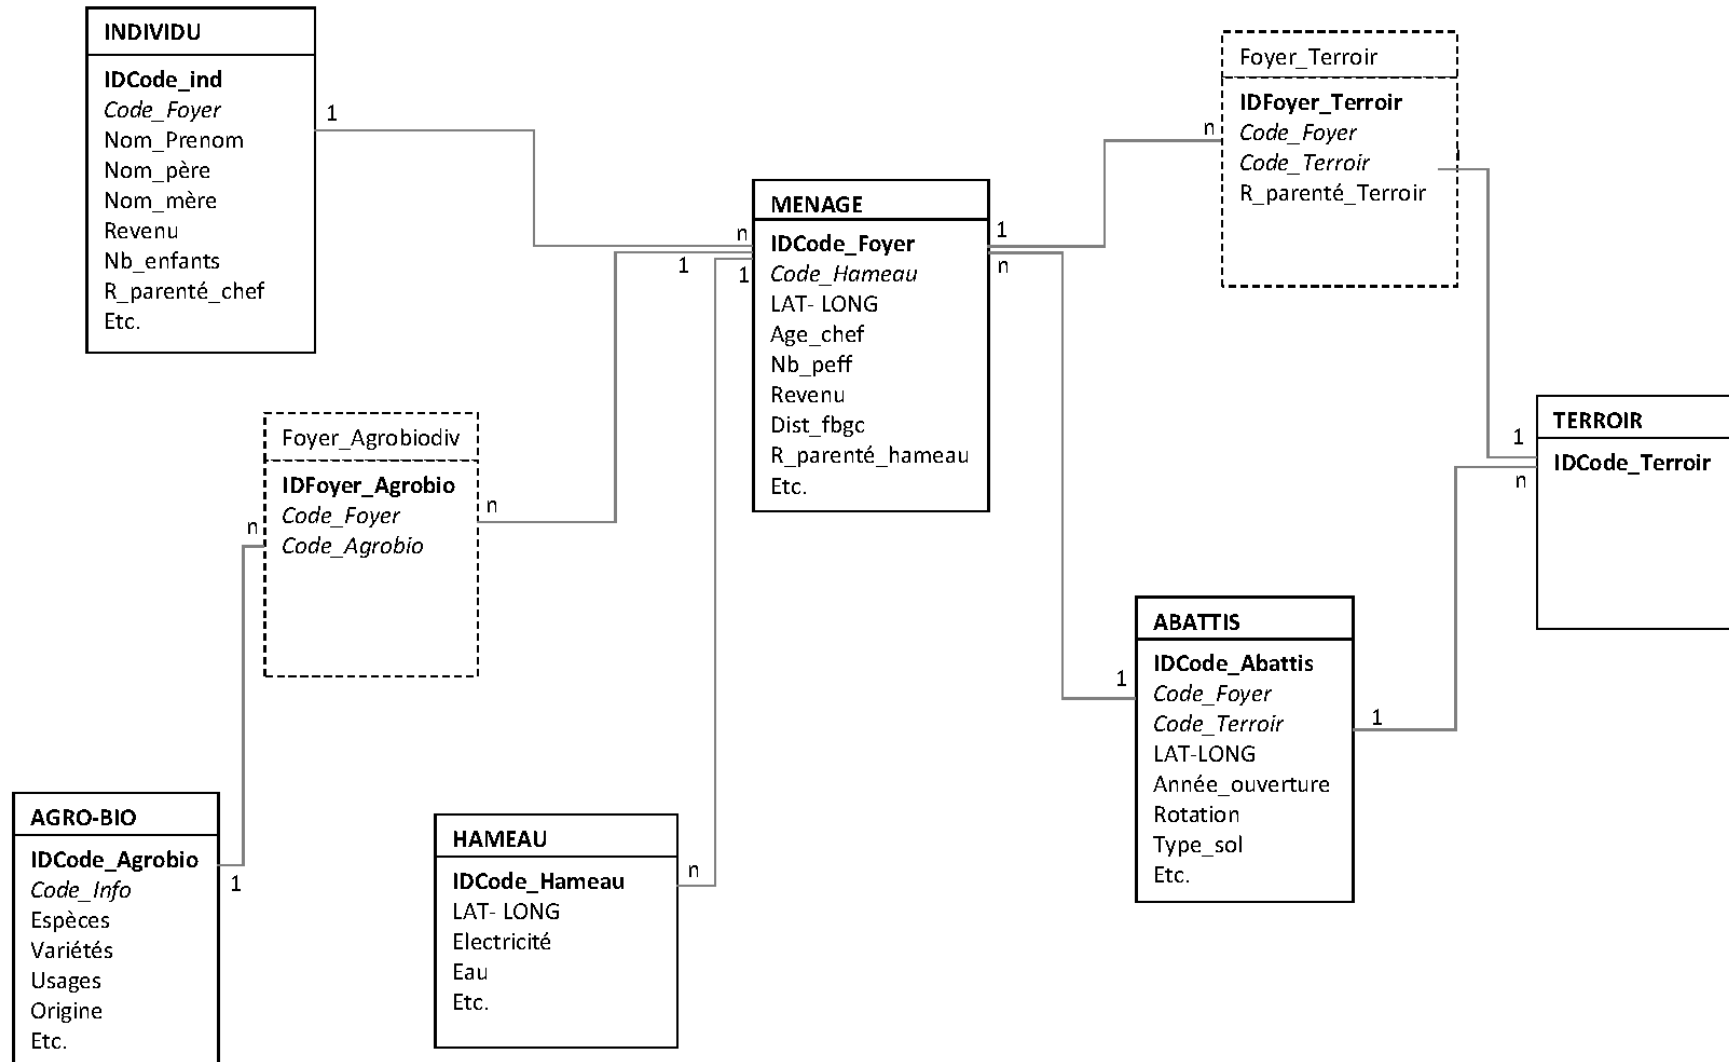 INDIVIDU
IDCode_ind
Code_Foyer
Nom_Prenom
Nom_père
Nom_mère
Revenu
Nb_enfants
R_parenté_chef
Etc.
1
n
1
1
MENAGE
IDCode_Foyer
Code_Hameau
LAT- LONG
Age_chef
Nb_peff
Revenu
Dist_fbgc
R_parenté_hameau
Etc.
1
n
n
Foyer_Terroir
IDFoyer_Terroir
Code_Foyer
Code_Terroir
R_parenté_Terroir
1
n
TERROIR
IDCode_Terroir
Foyer_Agrobiodiv
IDFoyer_Agrobio
Code_Foyer
Code_Agrobio
n
n
ABATTIS
IDCode_Abattis
Code_Foyer
Code_Terroir
LAT-LONG
Année_ouverture
Rotation
Type_sol
Etc.
1
1
AGRO-BIO
IDCode_Agrobio
Code_Info
Espèces
Variétés
Usages
Origine
Etc.
1
HAMEAU
IDCode_Hameau
LAT- LONG
Electricité
Eau
Etc.
n